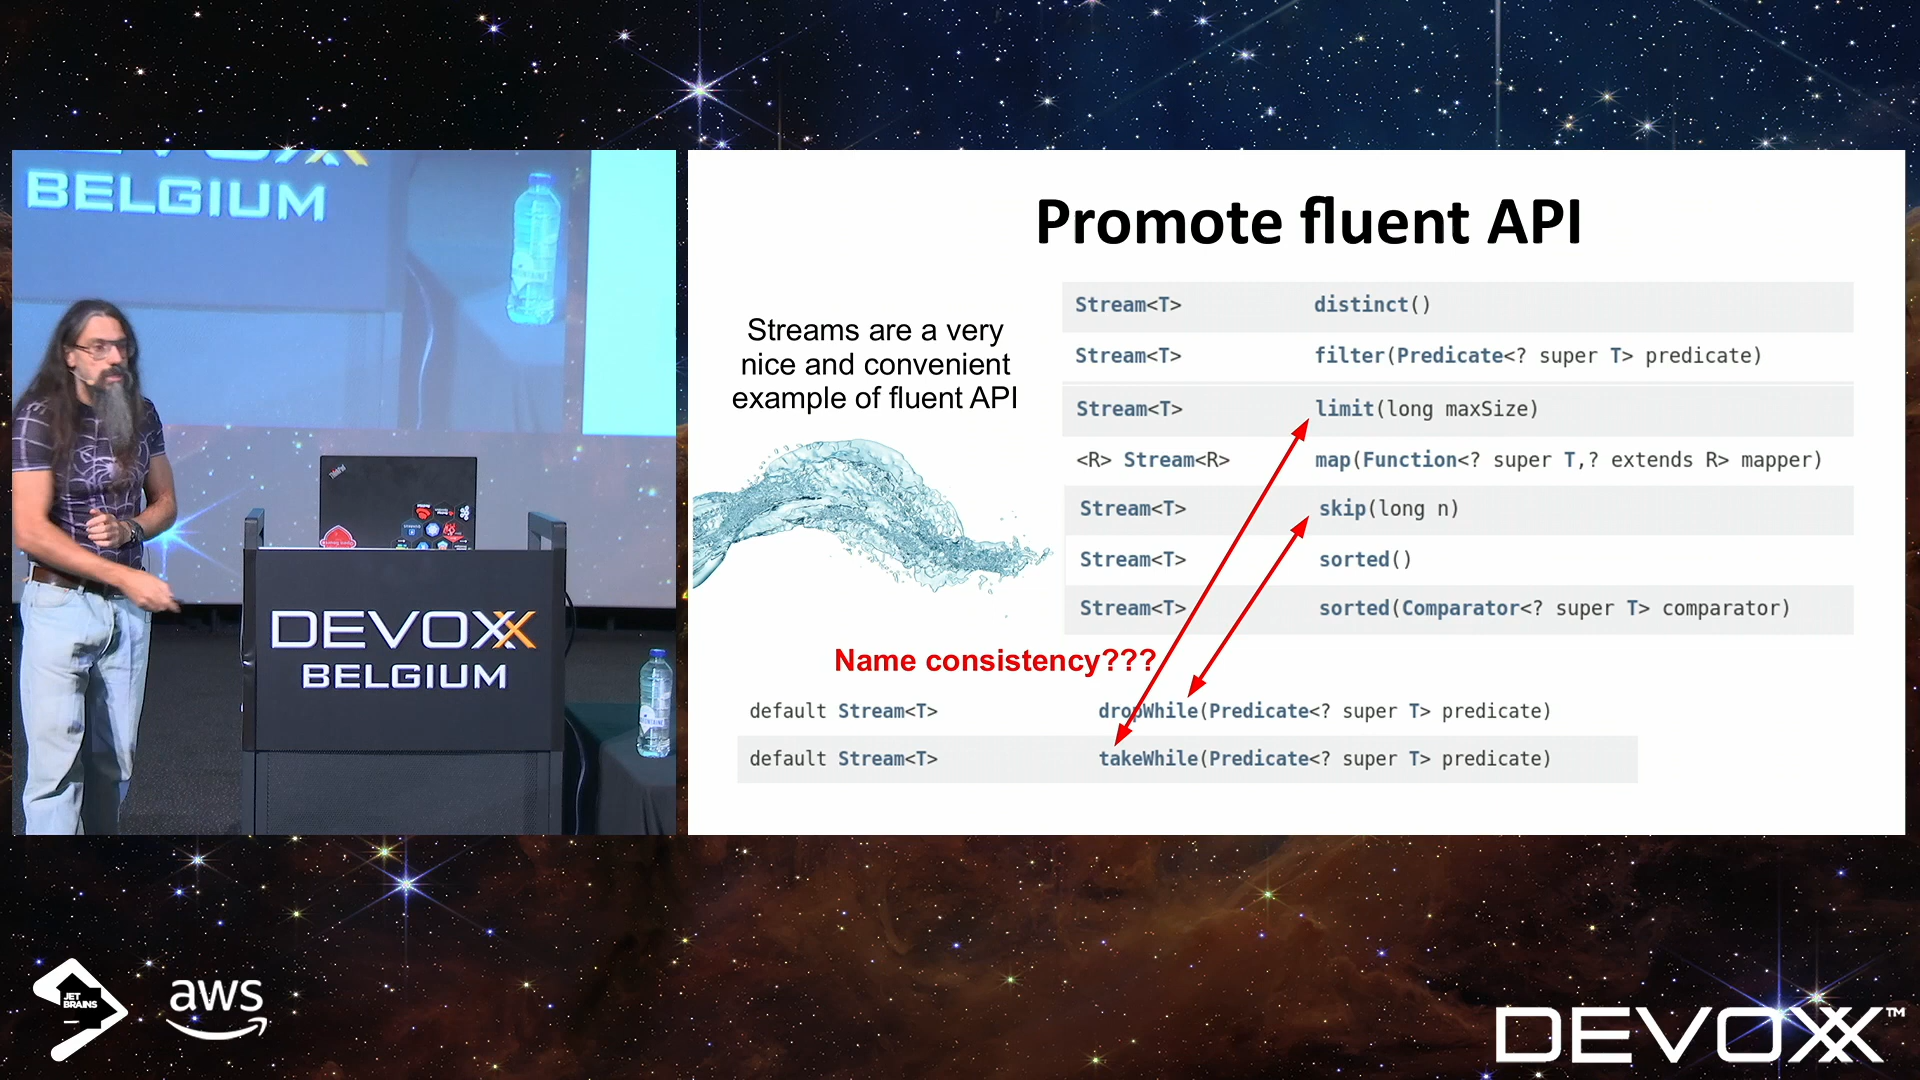 BELGIUM
ThinkPad
DEVOXX
BELGIUM
Promote fluent API
Streams are a very
nice and convenient
example of fluent API
Stream<T> distinct()
Stream<T> filter(Predicate<? super T> predicate)
Stream<T> limit(long maxSize)
<R> Stream<R> map(Function<? super T,? extends R> mapper)
Stream<T> skip(long n)
Stream<T> sorted()
Stream<T> sorted(Comparator<? super T> comparator)
Name consistency???
default Stream<T> dropWhile(Predicate<? super T> predicate)
default Stream<T> takeWhile(Predicate<? super T> predicate)
JET
BRAINS
aws
DEVOXX™